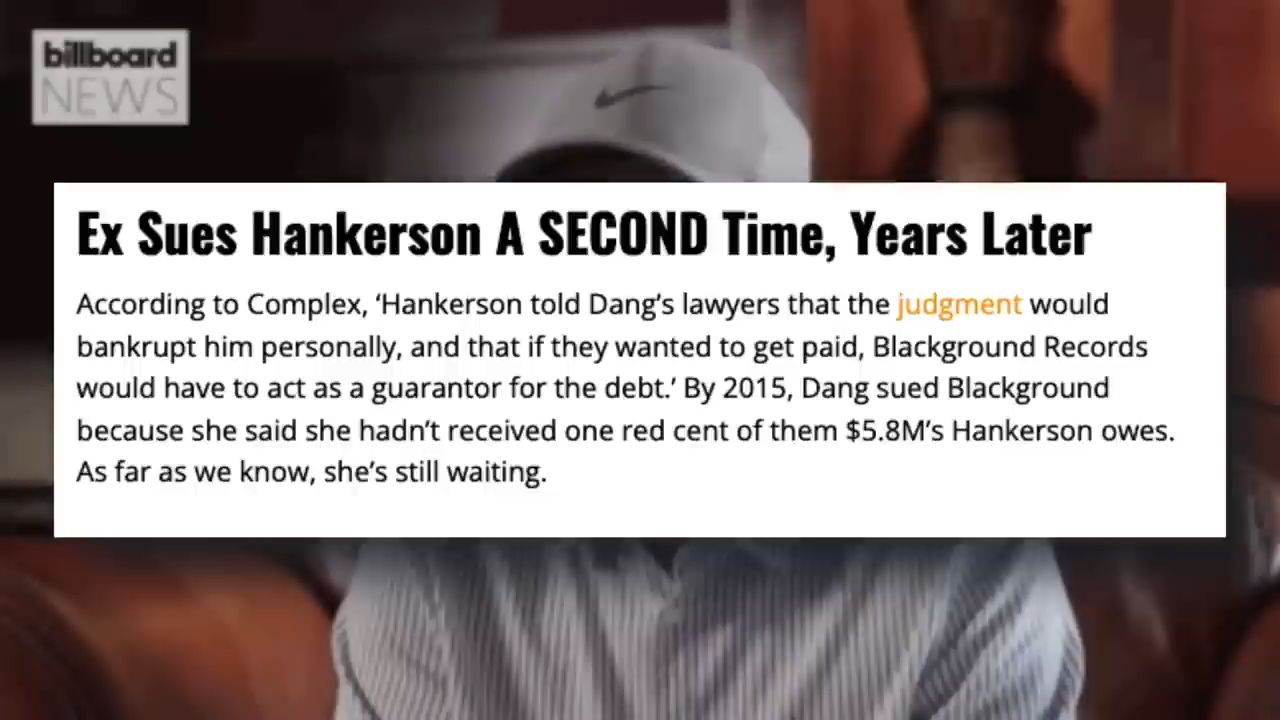 billboard
NEWS
Ex Sues Hankerson A SECOND Time, Years Later
According to Complex, ‘Hankerson told Dang’s lawyers that the judgment would
bankrupt him personally, and that if they wanted to get paid, Blackground Records
would have to act as a guarantor for the debt.’ By 2015, Dang sued Blackground
because she said she hadn’t received one red cent of them $5.8M’s Hankerson owes.
As far as we know, she’s still waiting.